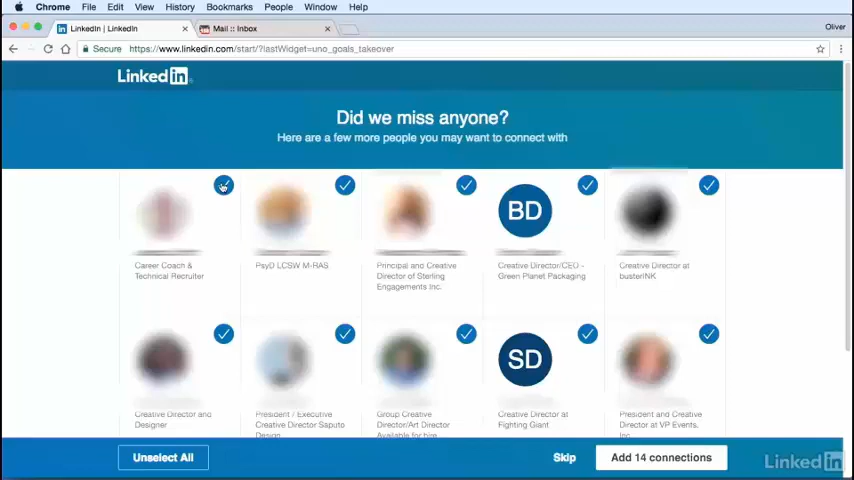 Chrome File Edit View History Bookmarks People Window Help
LinkedIn | LinkedIn
Mail :: Inbox
Oliver
Secure https://www.linkedin.com/start/?lastWidget=uno_goals_takeover
Linked in
Did we miss anyone?
Here are a few more people you may want to connect with
BD
Career Coach &
Technical Recruiter
PsyD LCSW M-RAS
Principal and Creative
Director of Sterling
Engagements Inc.
Creative Director/CEO -
Green Planet Packaging
Creative Director at
busterINK
SD
Creative Director and
Designer
President / Executive
Creative Director Saputo
Design
Group Creative
Director/Art Director
Available for hire
Creative Director at
Fighting Giant
President and Creative
Director at VP Events,
Inc.
Unselect All
Skip
Add 14 connections
Linked in